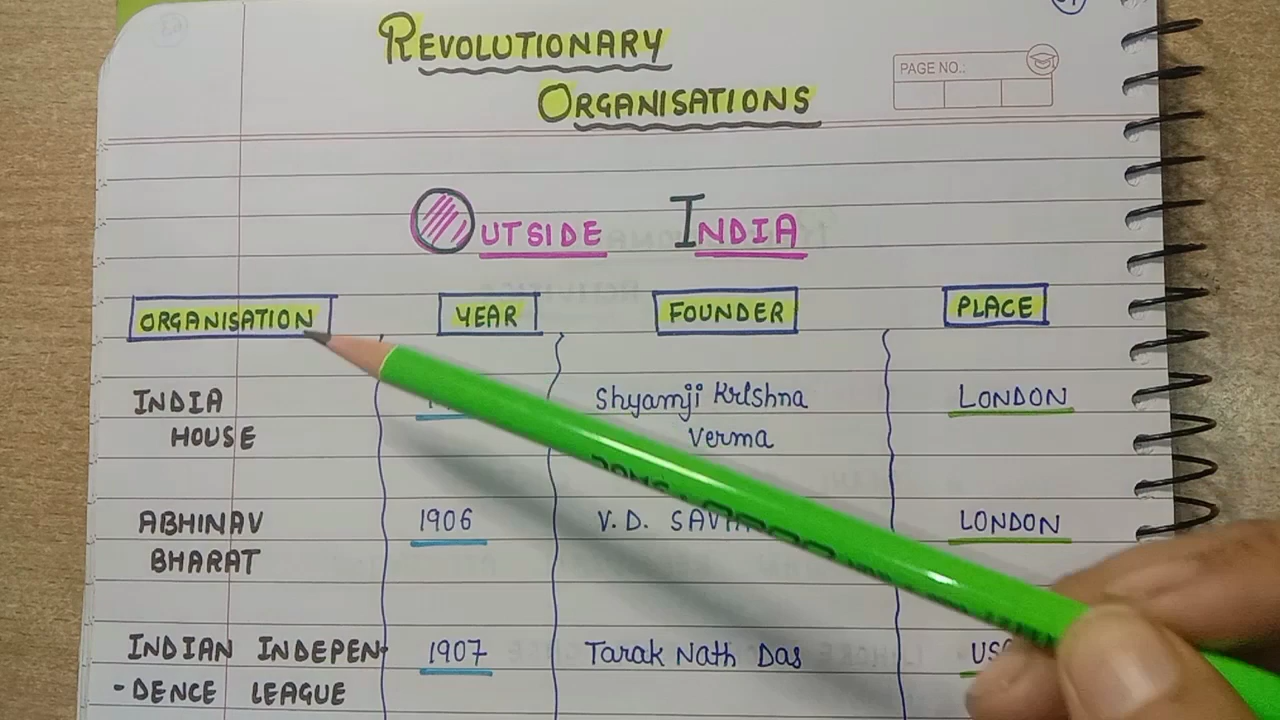 REVOLUTIONARY
ORGANISATIONS
PAGE NO.:
OUTSIDE INDIA
ORGANISATION YEAR FOUNDER PLACE
INDIA Shyamji Krishna LONDON
HOUSE Verma
ABHINAV 1906 V. D. LONDON
BHARAT
INDIAN INDEPEN- 1907 Tarak Nath Das
-DENCE LEAGUE